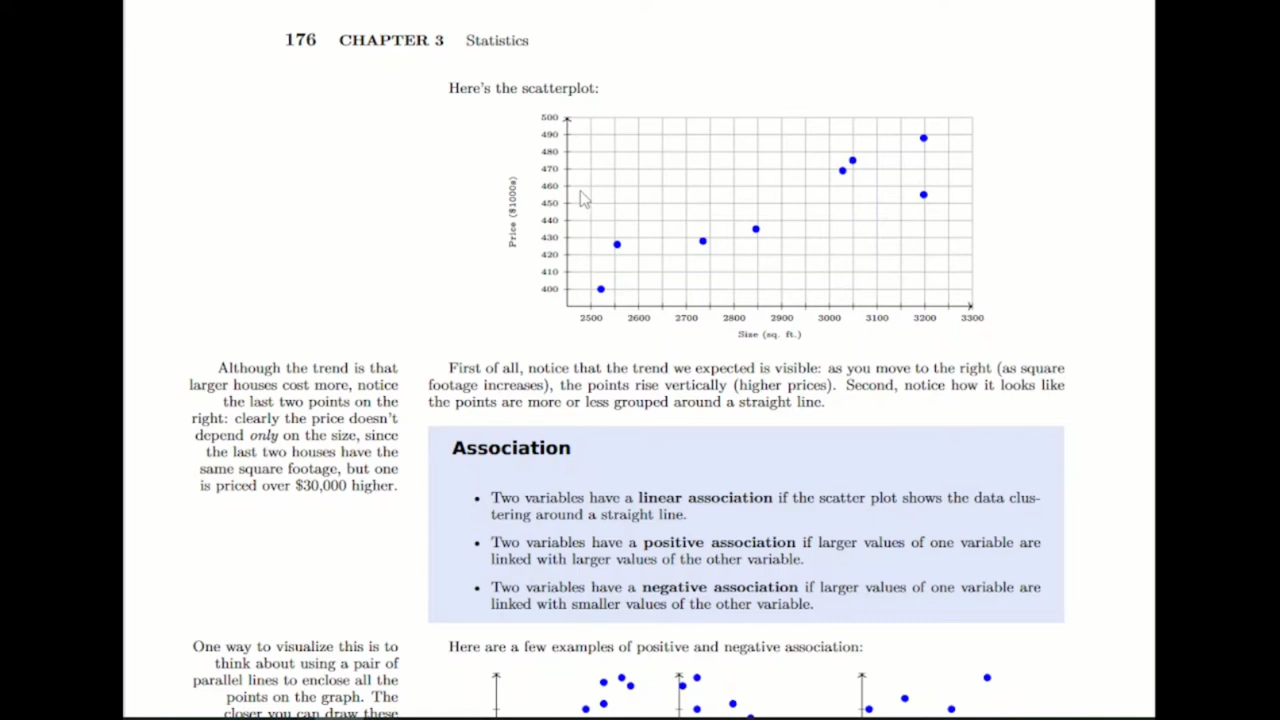 176 CHAPTER 3 Statistics
Here's the scatterplot:
500
490
480
470
460
450
440
430
420
410
400
Price ($1000s)
2500 2600 2700 2800 2900 3000 3100 3200 3300
Size (sq. ft.)
Although the trend is that
larger houses cost more, notice
the last two points on the
right: clearly the price doesn't
depend only on the size, since
the last two houses have the
same square footage, but one
is priced over $30,000 higher.
First of all, notice that the trend we expected is visible: as you move to the right (as square
footage increases), the points rise vertically (higher prices). Second, notice how it looks like
the points are more or less grouped around a straight line.
Association
• Two variables have a linear association if the scatter plot shows the data clus-
tering around a straight line.
• Two variables have a positive association if larger values of one variable are
linked with larger values of the other variable.
• Two variables have a negative association if larger values of one variable are
linked with smaller values of the other variable.
One way to visualize this is to
think about using a pair of
parallel lines to enclose all the
points on the graph. The
closer you can draw these
Here are a few examples of positive and negative association: